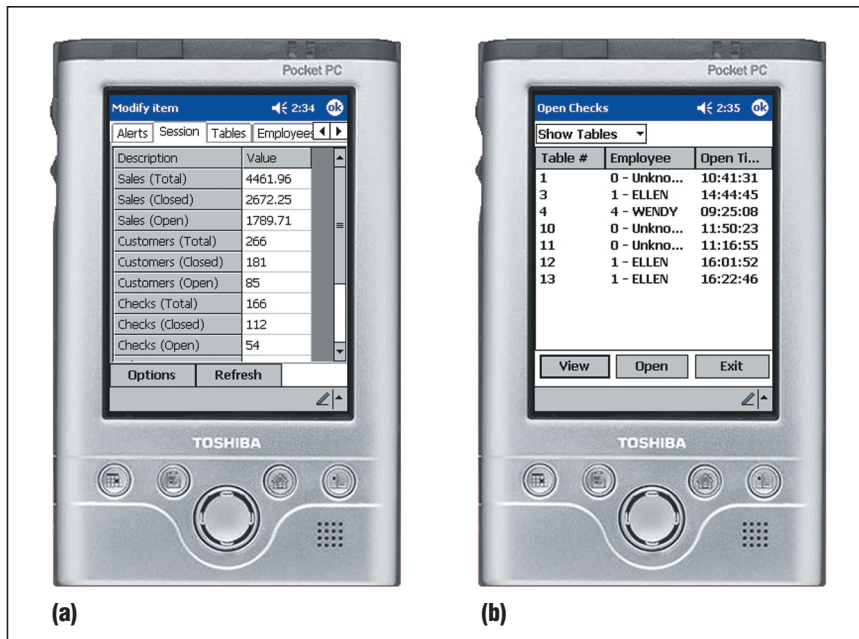 Pocket PC
Modify item 2:34 ok
Alerts Session Tables Employees
Description Value
Sales (Total) 4461.96
Sales (Closed) 2672.25
Sales (Open) 1789.71
Customers (Total) 266
Customers (Closed) 181
Customers (Open) 85
Checks (Total) 166
Checks (Closed) 112
Checks (Open) 54
Options Refresh
TOSHIBA
(a)
Pocket PC
Open Checks 2:35 ok
Show Tables
Table # Employee Open Ti...
1 0 - Unkno... 10:41:31
3 1 - ELLEN 14:44:45
4 4 - WENDY 09:25:08
10 0 - Unkno... 11:50:23
11 0 - Unkno... 11:16:55
12 1 - ELLEN 16:01:52
13 1 - ELLEN 16:22:46
View Open Exit
TOSHIBA
(b)